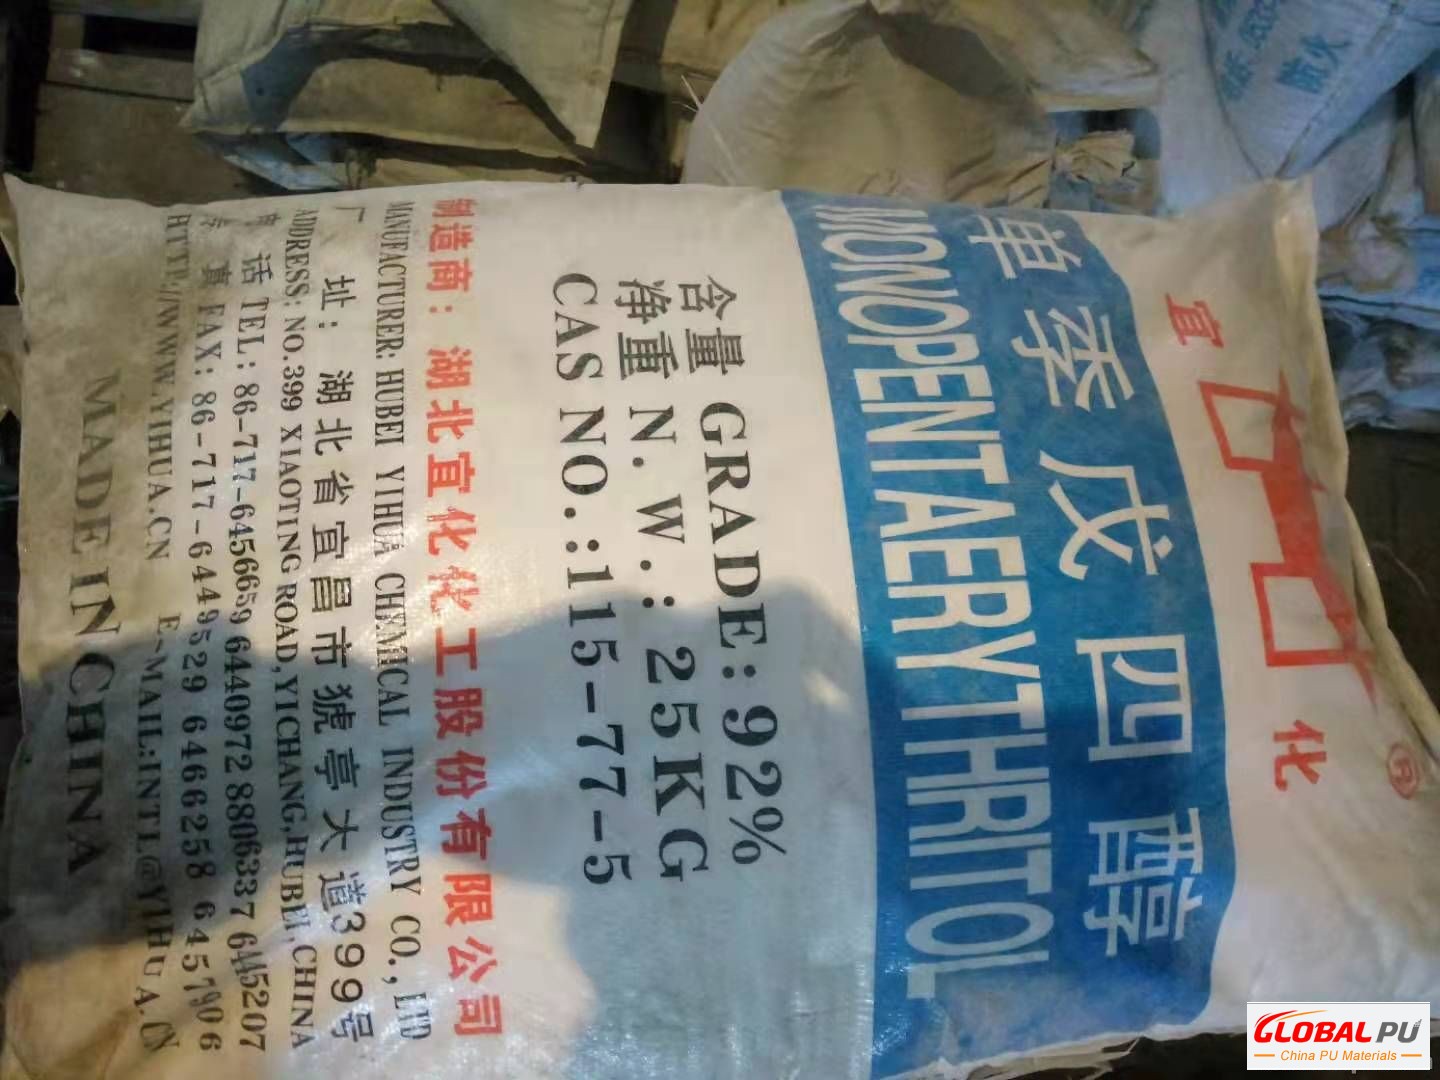 宜 化 ®
单季戊四醇
MONOPENTAERYTHRITOL
含量 GRADE: 92%
净重 N.W.: 25KG
CAS NO.:115-77-5
制造商：湖北宜化化工股份有限公司
MANUFACTURER: HUBEI YIHUA CHEMICAL INDUSTRY CO., LTD
厂 址：湖北省宜昌市猇亭大道399号
ADDRESS: NO.399 XIAOTING ROAD,YICHANG,HUBEI,CHINA
电 话 TEL: 86-717-6456659 6440972 8806337 6445207
传 真 FAX: 86-717-6449529 6466258 6457906
HTTP://WWW.YIHUA.CN E-MAIL:INTL@YIHUA.CN
MADE IN CHINA
GLOBAL PU
China PU Materials